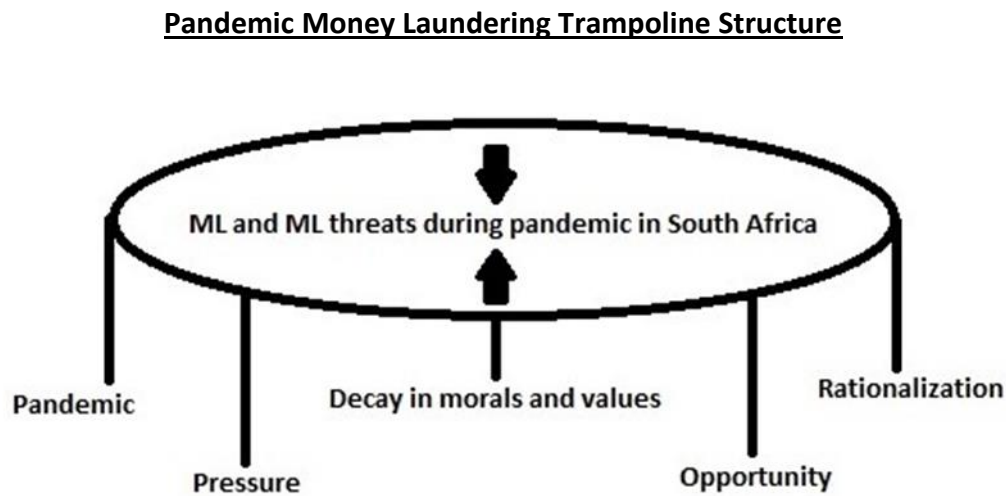 Pandemic Money Laundering Trampoline Structure
ML and ML threats during pandemic in South Africa
Pandemic
Decay in morals and values
Rationalization
Pressure
Opportunity